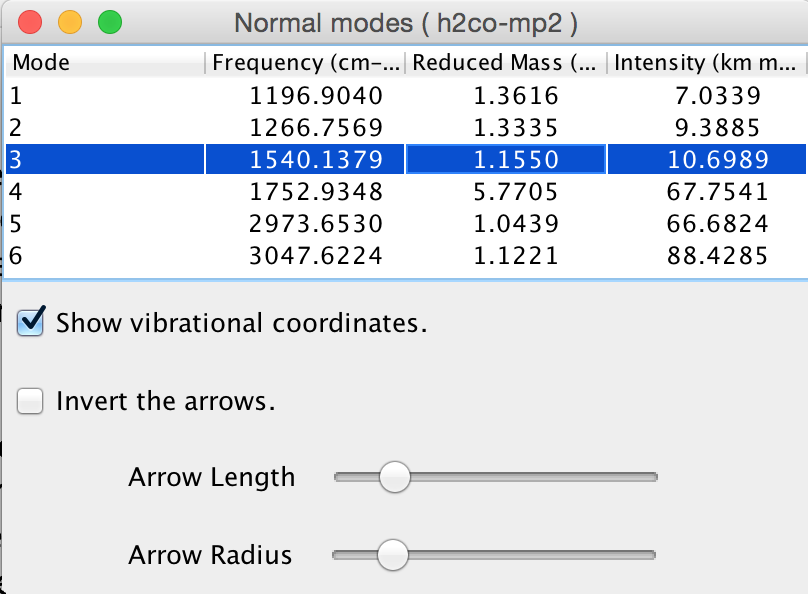 Normal modes ( h2co-mp2 )
Mode Frequency (cm-... Reduced Mass (... Intensity (km m...
1 1196.9040 1.3616 7.0339
2 1266.7569 1.3335 9.3885
3 1540.1379 1.1550 10.6989
4 1752.9348 5.7705 67.7541
5 2973.6530 1.0439 66.6824
6 3047.6224 1.1221 88.4285
Show vibrational coordinates.
Invert the arrows.
Arrow Length
Arrow Radius